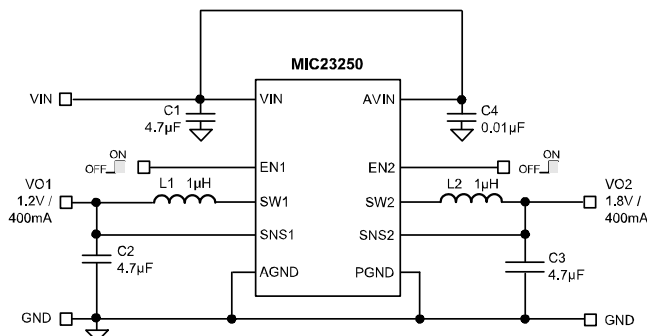 MIC23250
VIN
C1
4.7µF
VIN
AVIN
C4
0.01µF
ON
OFF
EN1
EN2
ON
OFF
VO1
1.2V /
400mA
L1 1µH
SW1
SW2
L2 1µH
VO2
1.8V /
400mA
SNS1
SNS2
C2
4.7µF
AGND
PGND
C3
4.7µF
GND
GND